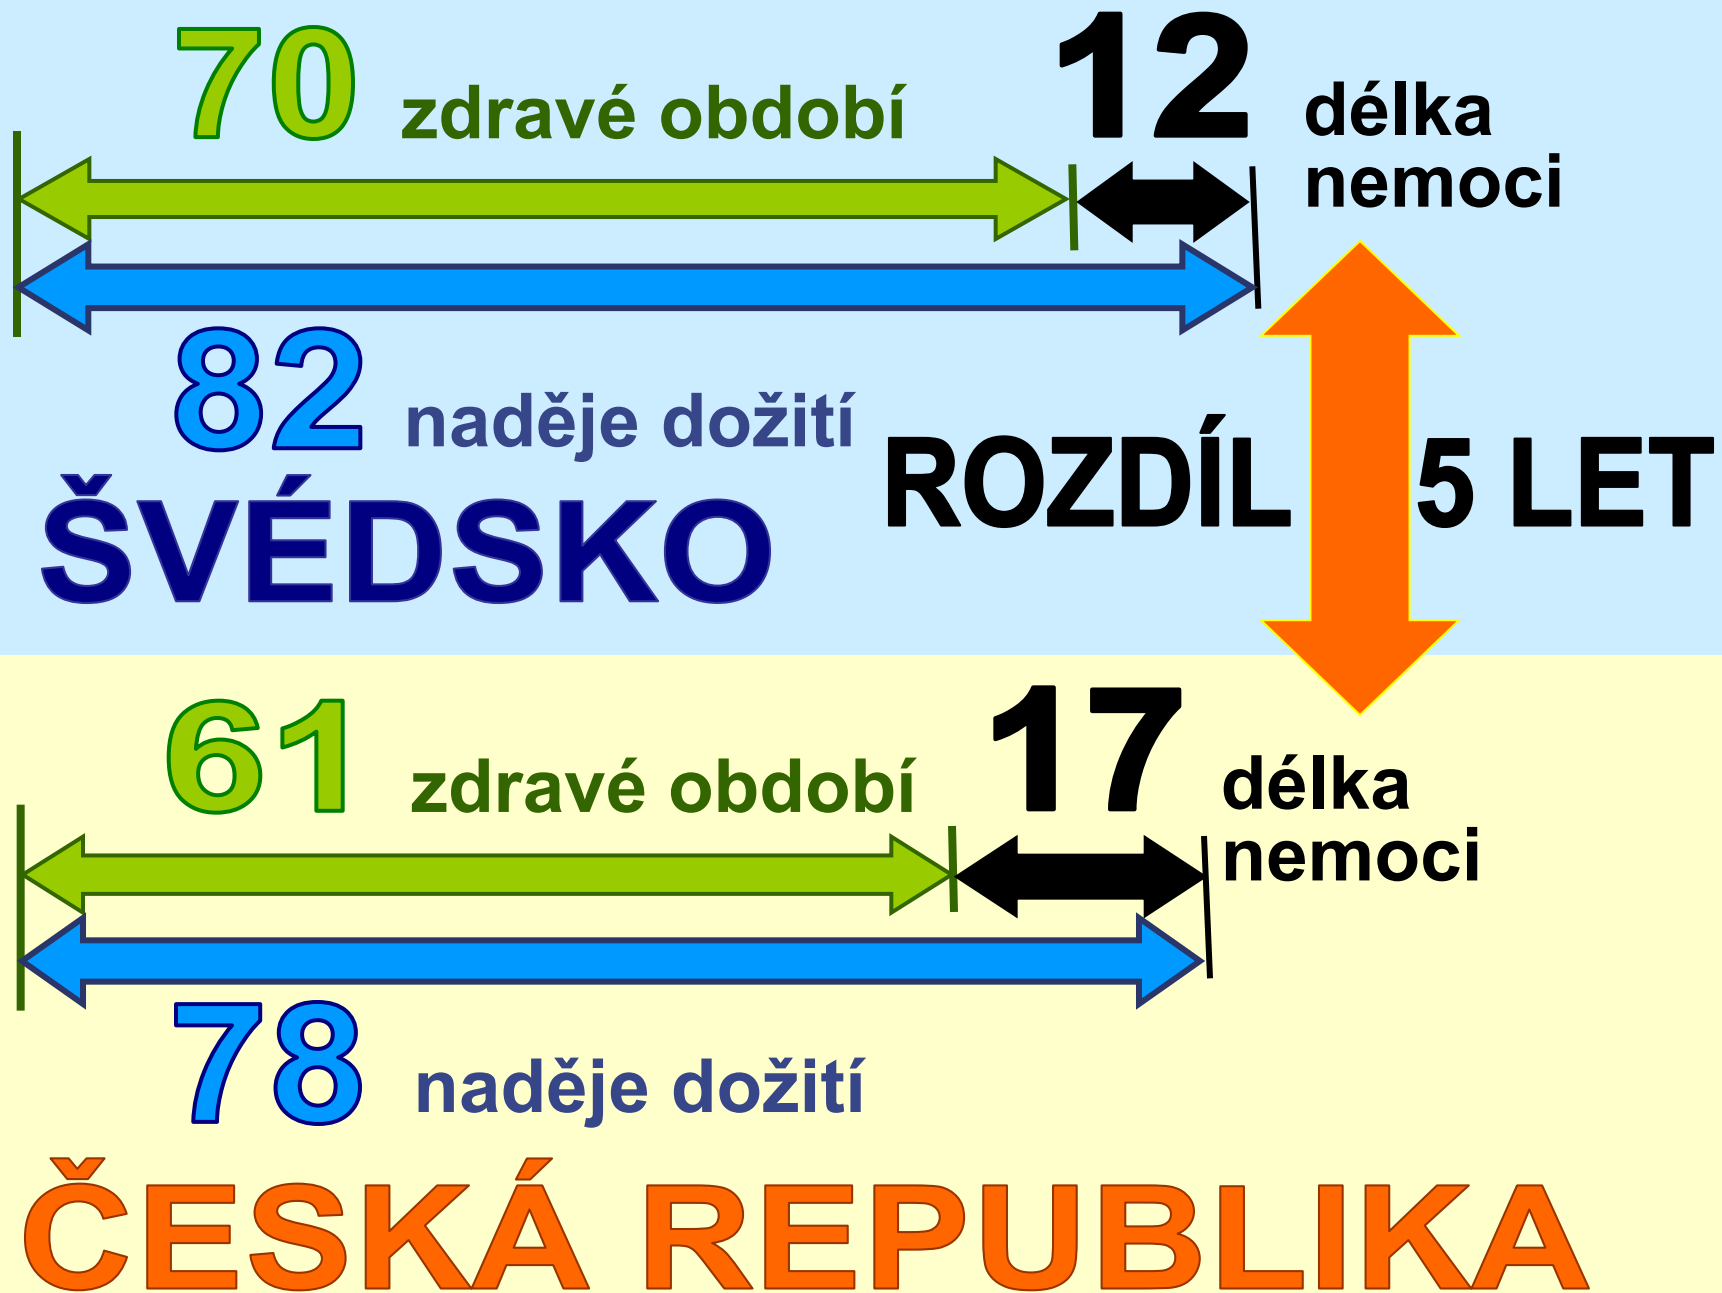 70 zdravé období
12 délka
nemoci
82 naděje dožití
ROZDÍL 5 LET
ŠVÉDSKO
61 zdravé období
17 délka
nemoci
78 naděje dožití
ČESKÁ REPUBLIKA